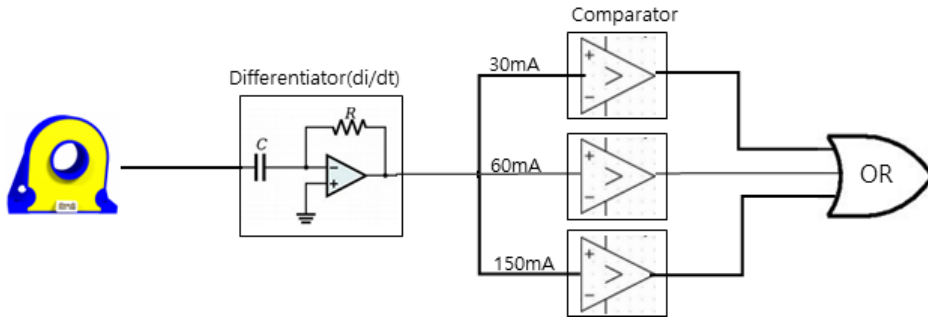 Comparator
Differentiator(di/dt)
30mA
R
C
60mA
OR
150mA